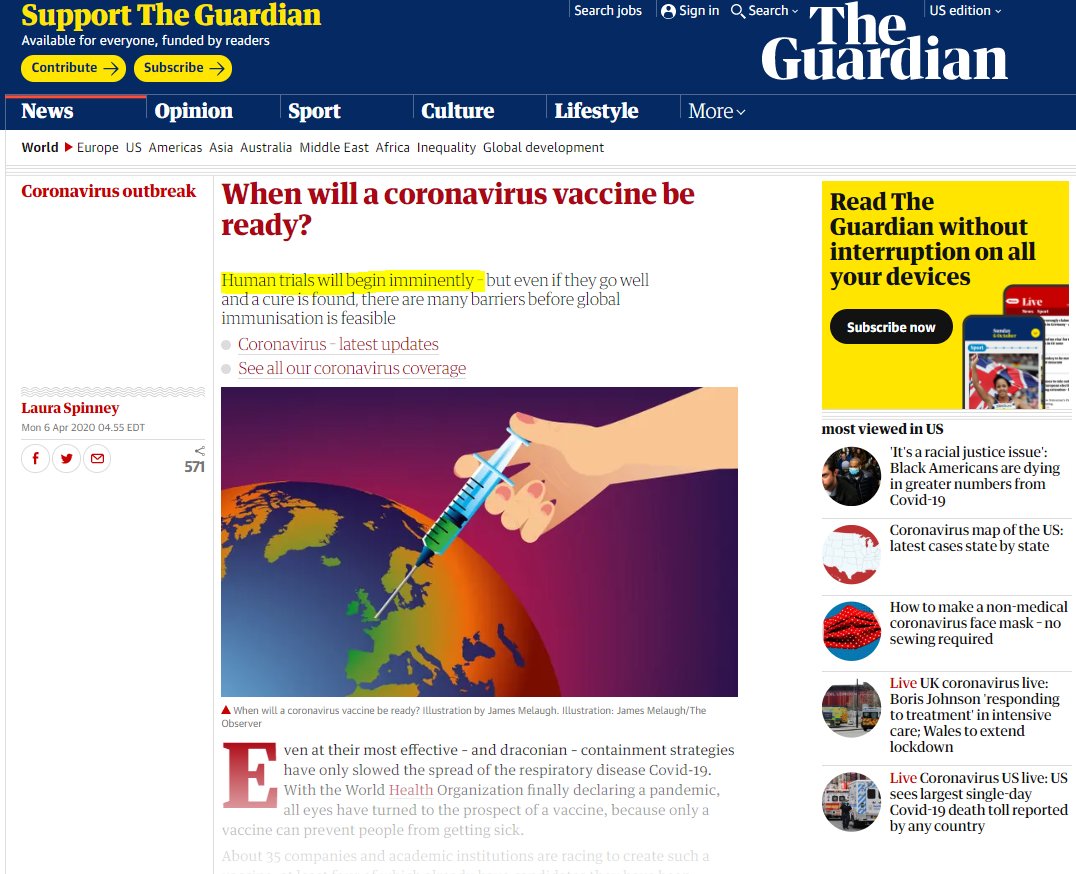 Support The Guardian
Available for everyone, funded by readers
Contribute → Subscribe →
Search jobs Sign in Search US edition
The
Guardian
News Opinion Sport Culture Lifestyle More
World Europe US Americas Asia Australia Middle East Africa Inequality Global development
Coronavirus outbreak
When will a coronavirus vaccine be
ready?
Human trials will begin imminently – but even if they go well
and a cure is found, there are many barriers before global
immunisation is feasible
Coronavirus – latest updates
See all our coronavirus coverage
Laura Spinney
Mon 6 Apr 2020 04.55 EDT
571
When will a coronavirus vaccine be ready? Illustration by James Melaugh. Illustration: James Melaugh/The
Observer
Even at their most effective – and draconian – containment strategies
have only slowed the spread of the respiratory disease Covid-19.
With the World Health Organization finally declaring a pandemic,
all eyes have turned to the prospect of a vaccine, because only a
vaccine can prevent people from getting sick.
About 35 companies and academic institutions are racing to create such a
Read The
Guardian without
interruption on all
your devices
Subscribe now
Live
most viewed in US
'It's a racial justice issue':
Black Americans are dying
in greater numbers from
Covid-19
Coronavirus map of the US:
latest cases state by state
How to make a non-medical
coronavirus face mask – no
sewing required
Live UK coronavirus live:
Boris Johnson 'responding
to treatment' in intensive
care; Wales to extend
lockdown
Live Coronavirus US live: US
sees largest single-day
Covid-19 death toll reported
by any country